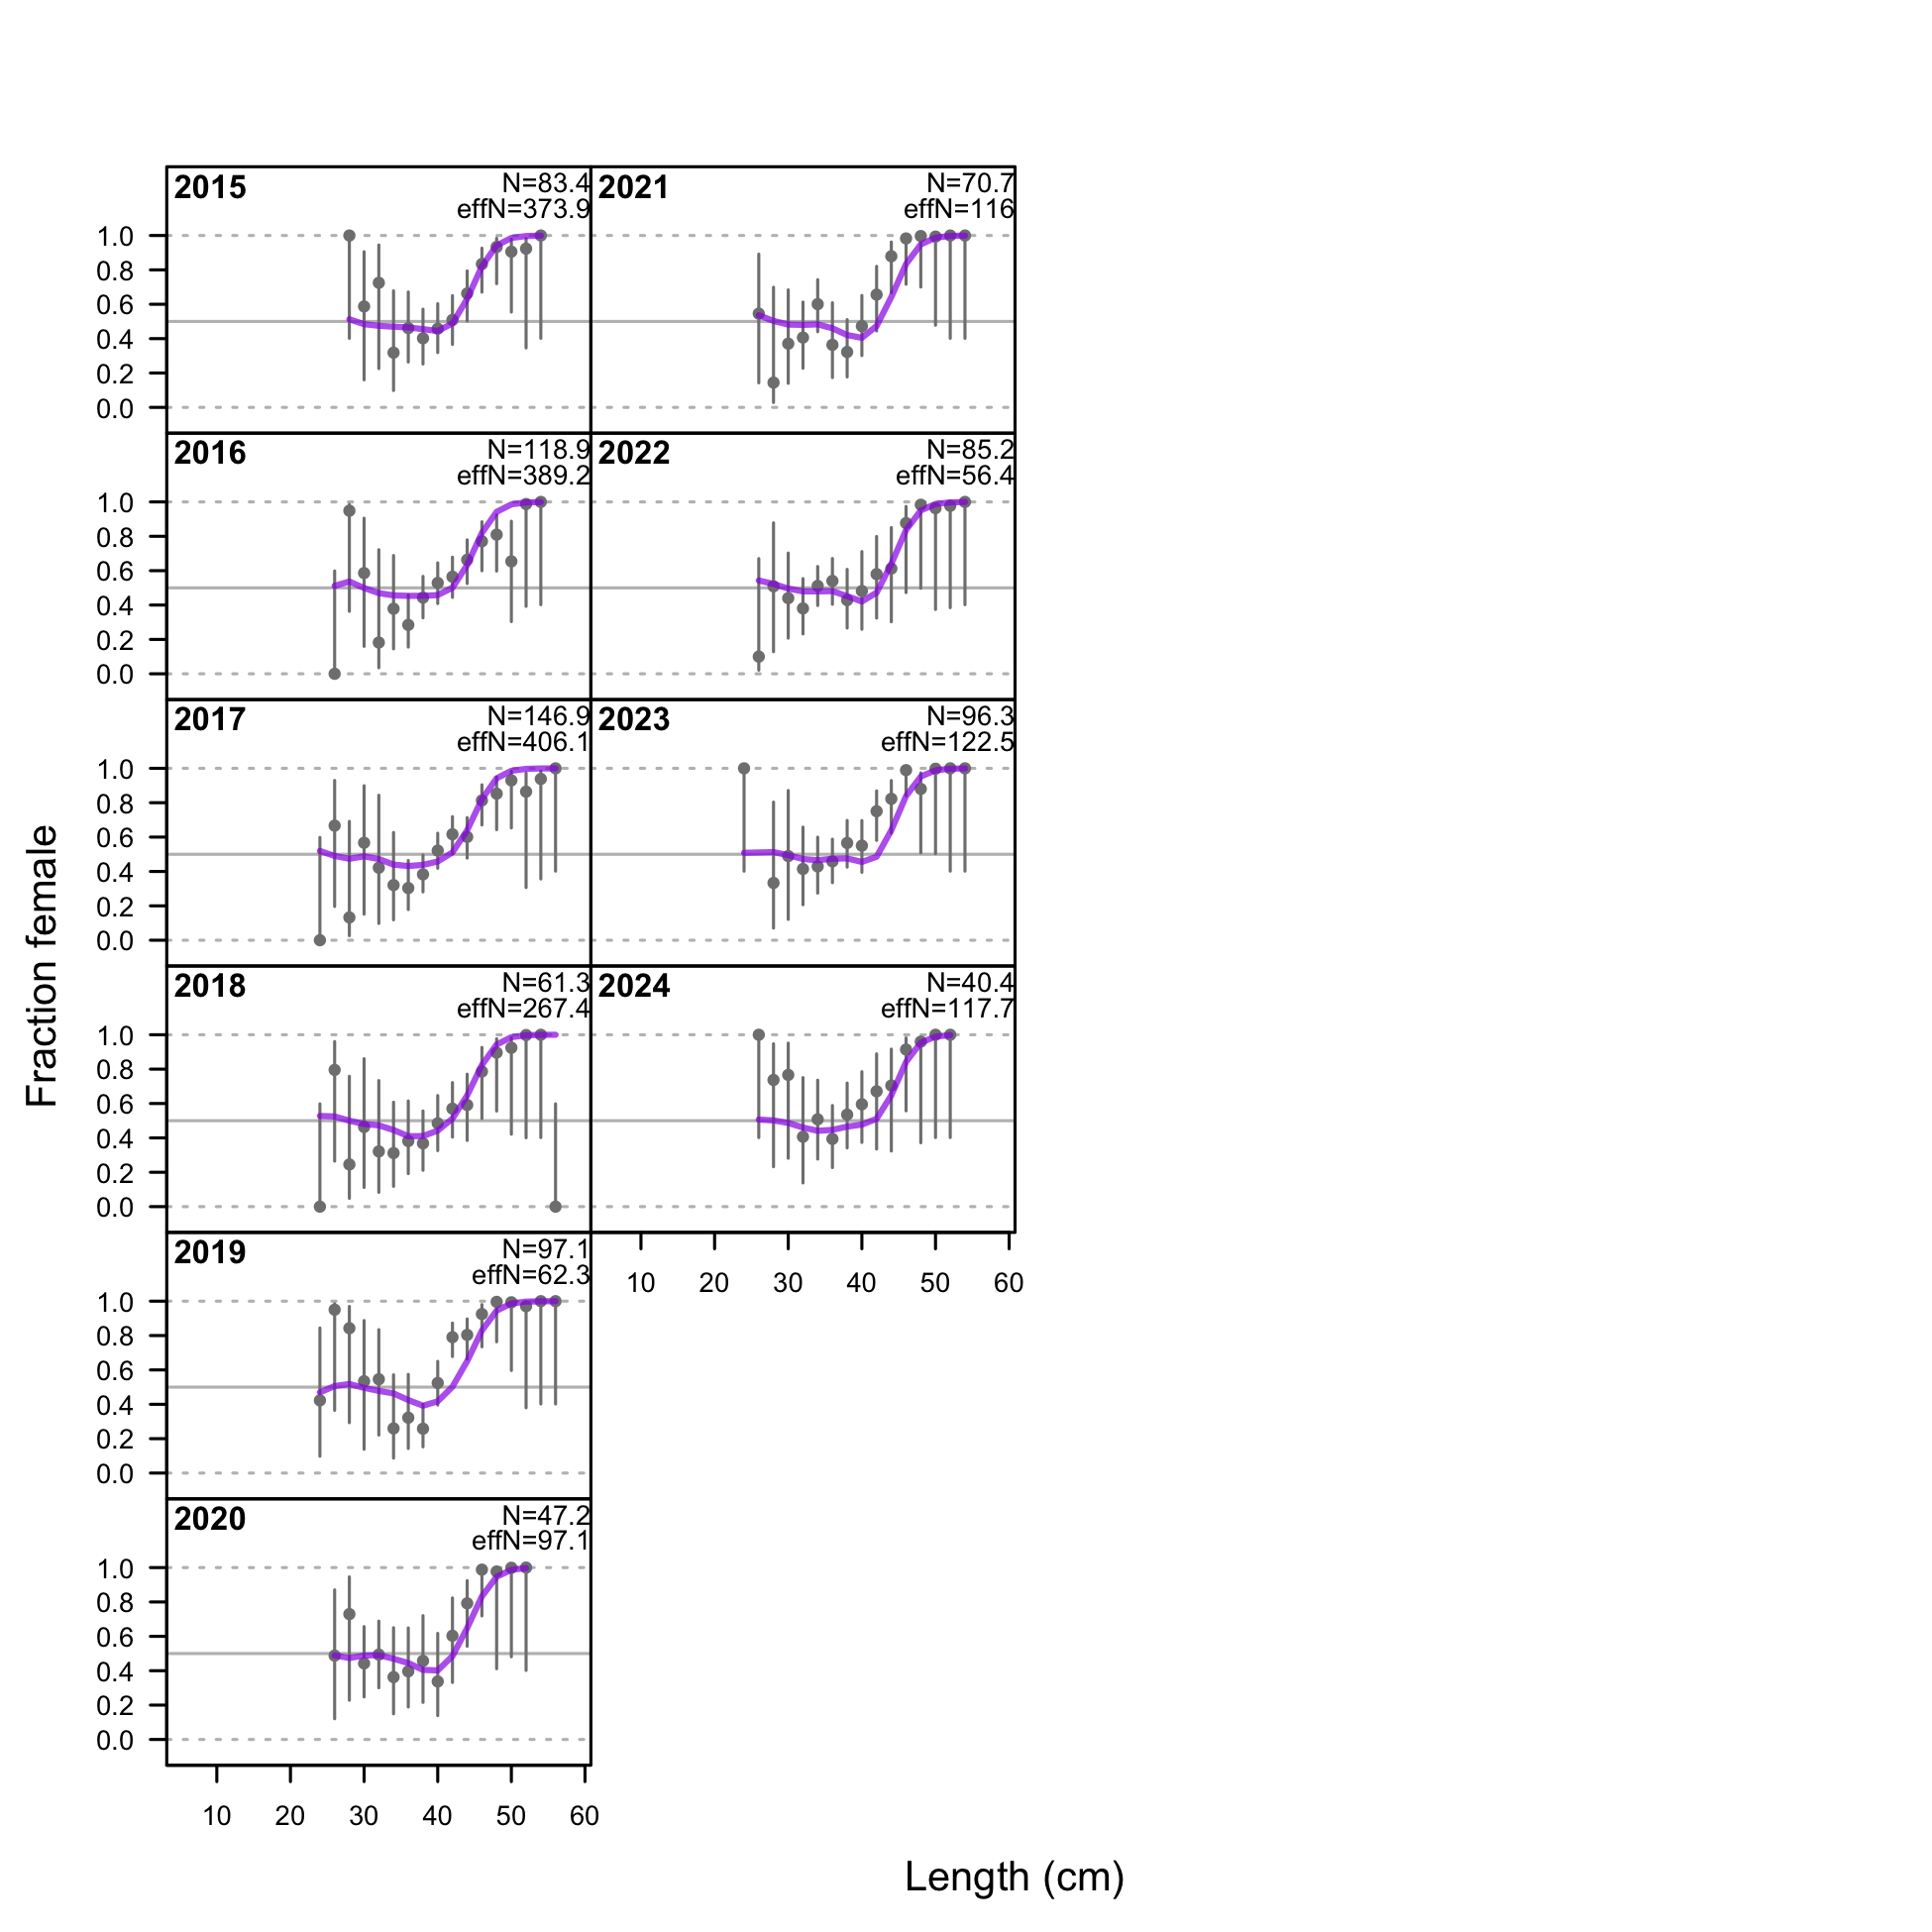 Fraction female
2015
N=83.4
effN=373.9
1.0
0.8
0.6
0.4
0.2
0.0
2016
N=118.9
effN=389.2
1.0
0.8
0.6
0.4
0.2
0.0
2017
N=146.9
effN=406.1
1.0
0.8
0.6
0.4
0.2
0.0
2018
N=61.3
effN=267.4
1.0
0.8
0.6
0.4
0.2
0.0
2019
N=97.1
effN=62.3
1.0
0.8
0.6
0.4
0.2
0.0
2020
N=47.2
effN=97.1
1.0
0.8
0.6
0.4
0.2
0.0
10 20 30 40 50 60
2021
N=70.7
effN=116
2022
N=85.2
effN=56.4
2023
N=96.3
effN=122.5
2024
N=40.4
effN=117.7
10 20 30 40 50 60
Length (cm)